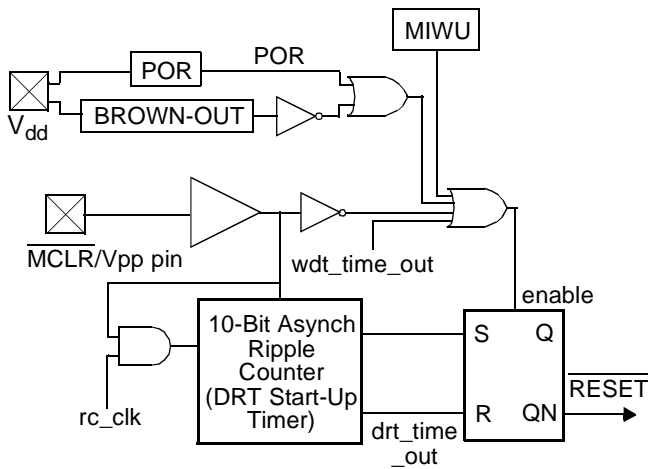 MIWU
POR
POR
BROWN-OUT
Vdd
MCLR/Vpp pin
wdt_time_out
enable
10-Bit Asynch
Ripple
Counter
(DRT Start-Up
Timer)
S
Q
RESET
R
QN
rc_clk
drt_time
_out